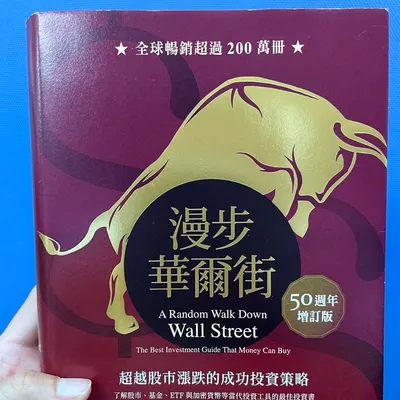 ★ 全球暢銷超過 200 萬冊 ★
漫步
華爾街
A Random Walk Down
Wall Street
The Best Investment Guide That Money Can Buy
50週年
增訂版
超越股市漲跌的成功投資策略
了解股市、基金、ETF 與加密貨幣等當代投資工具的最佳投資書